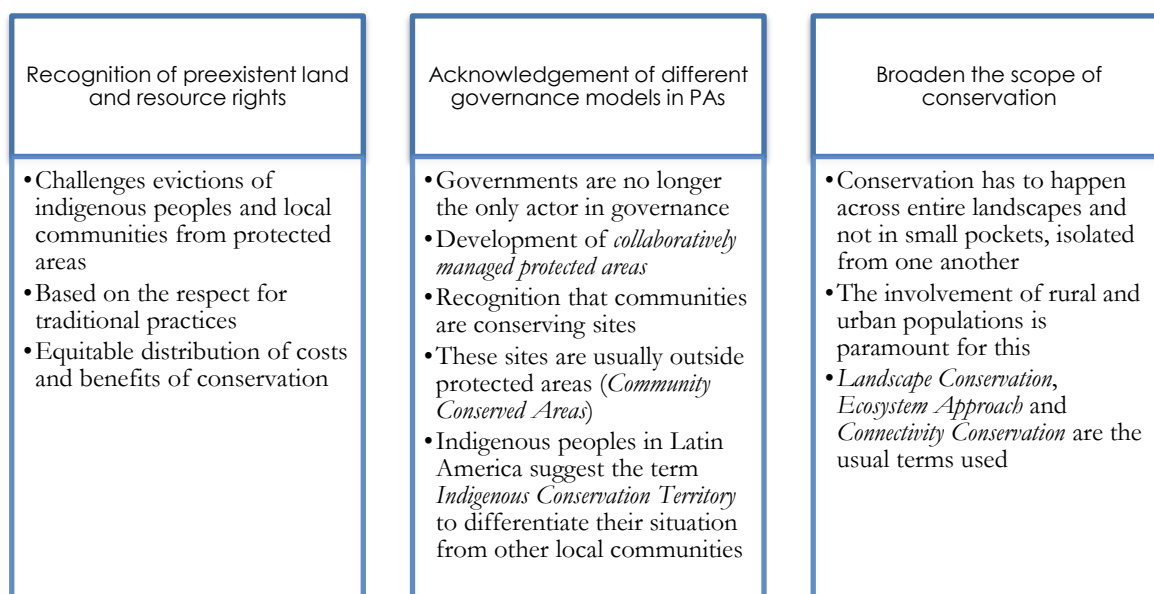 Recognition of preexistent land
and resource rights
•Challenges evictions of
indigenous peoples and local
communities from protected
areas
•Based on the respect for
traditional practices
•Equitable distribution of costs
and benefits of conservation
Acknowledgement of different
governance models in PAs
•Governments are no longer
the only actor in governance
•Development of collaboratively
managed protected areas
•Recognition that communities
are conserving sites
•These sites are usually outside
protected areas (Community
Conserved Areas)
•Indigenous peoples in Latin
America suggest the term
Indigenous Conservation Territory
to differentiate their situation
from other local communities
Broaden the scope of
conservation
•Conservation has to happen
across entire landscapes and
not in small pockets, isolated
from one another
•The involvement of rural and
urban populations is
paramount for this
•Landscape Conservation,
Ecosystem Approach and
Connectivity Conservation are the
usual terms used